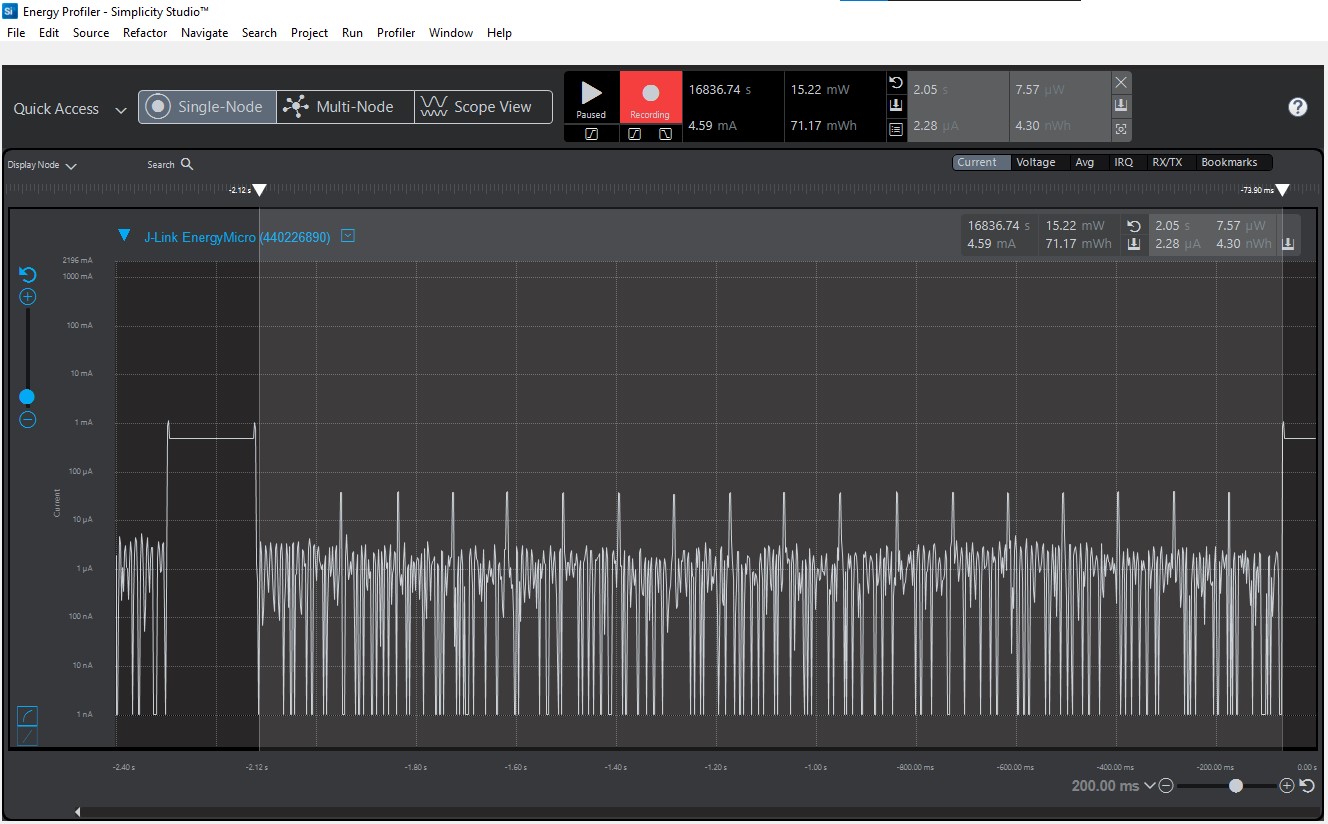 Energy Profiler - Simplicity Studio™
File Edit Source Refactor Navigate Search Project Run Profiler Window Help
Quick Access Single-Node Multi-Node Scope View
Paused Recording
16836.74 s 15.22 mW 2.05 s 7.57 µW
4.59 mA 71.17 mWh 2.28 µA 4.30 nWh
Display Node Search Current Voltage Avg IRQ RX/TX Bookmarks
-2.12 s -73.90 ms
J-Link EnergyMicro (440226890)
16836.74 s 15.22 mW 2.05 s 7.57 µW
4.59 mA 71.17 mWh 2.28 µA 4.30 nWh
2196 mA
1000 mA
100 mA
10 mA
1 mA
100 µA
Current
10 µA
1 µA
100 nA
10 nA
1 nA
-2.40 s -2.12 s -1.80 s -1.60 s -1.40 s -1.20 s -1.00 s -800.00 ms -600.00 ms -400.00 ms -200.00 ms 0.00 s
200.00 ms